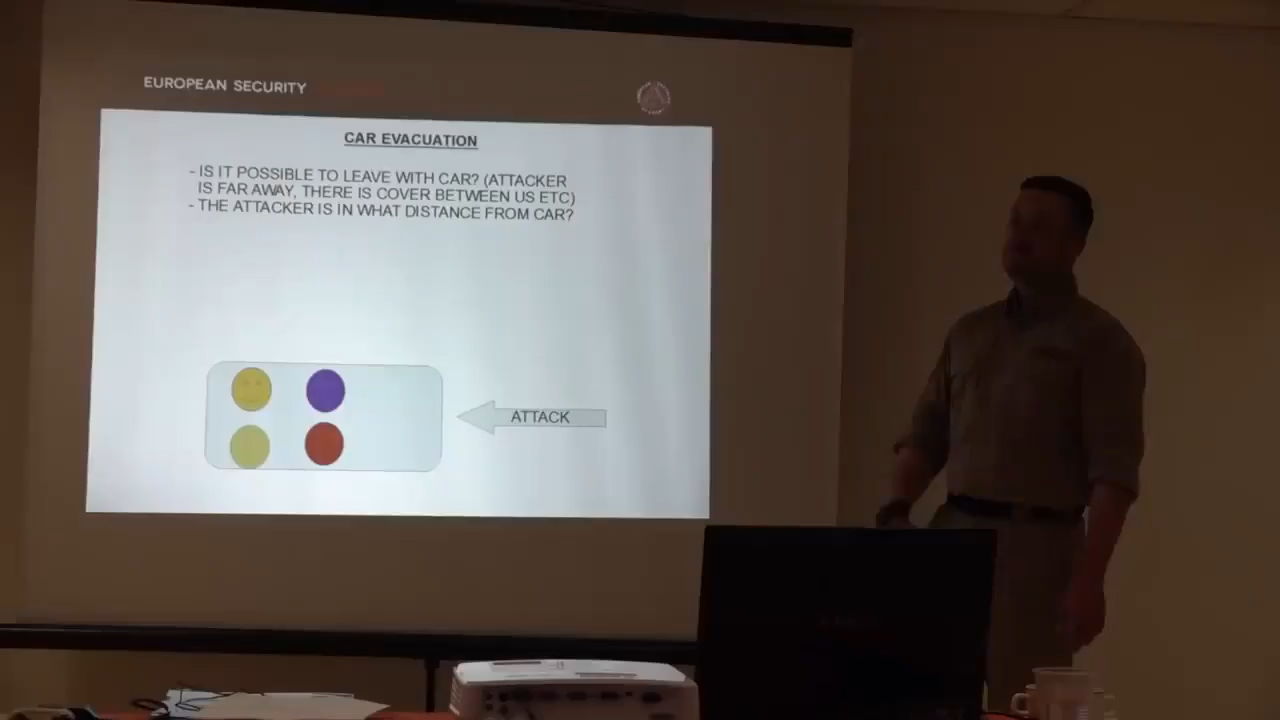 EUROPEAN SECURITY
CAR EVACUATION
- IS IT POSSIBLE TO LEAVE WITH CAR? (ATTACKER
IS FAR AWAY, THERE IS COVER BETWEEN US ETC)
- THE ATTACKER IS IN WHAT DISTANCE FROM CAR?
ATTACK